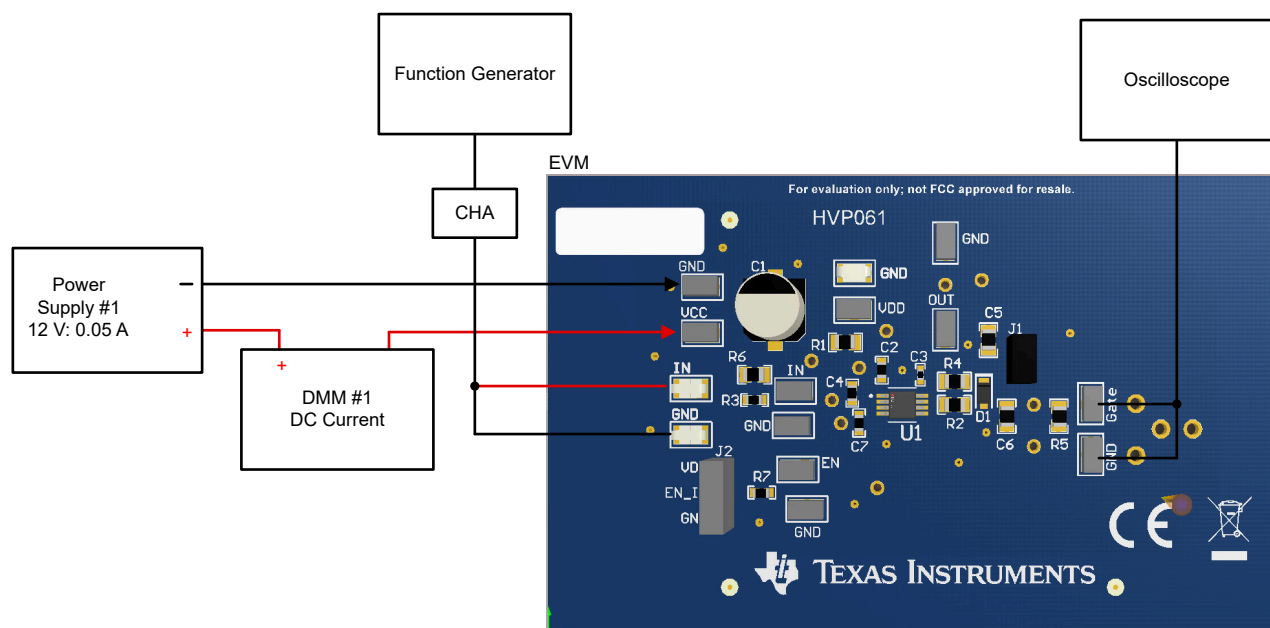 Function Generator
Oscilloscope
EVM
For evaluation only; not FCC approved for resale.
CHA
HVP061
Power
Supply #1
12 V: 0.05 A
−
+
+
DMM #1
DC Current
GND
C1
GND
GND
VCC
VDD
OUT
C5
J1
R1
C2
C3
IN
R6
IN
R4
R3
C4
R2
D1
Gate
GND
GND
C7
U1
C6
R5
GND
J2
VD
EN
EN_I
R7
GN
GND
CE
TEXAS INSTRUMENTS